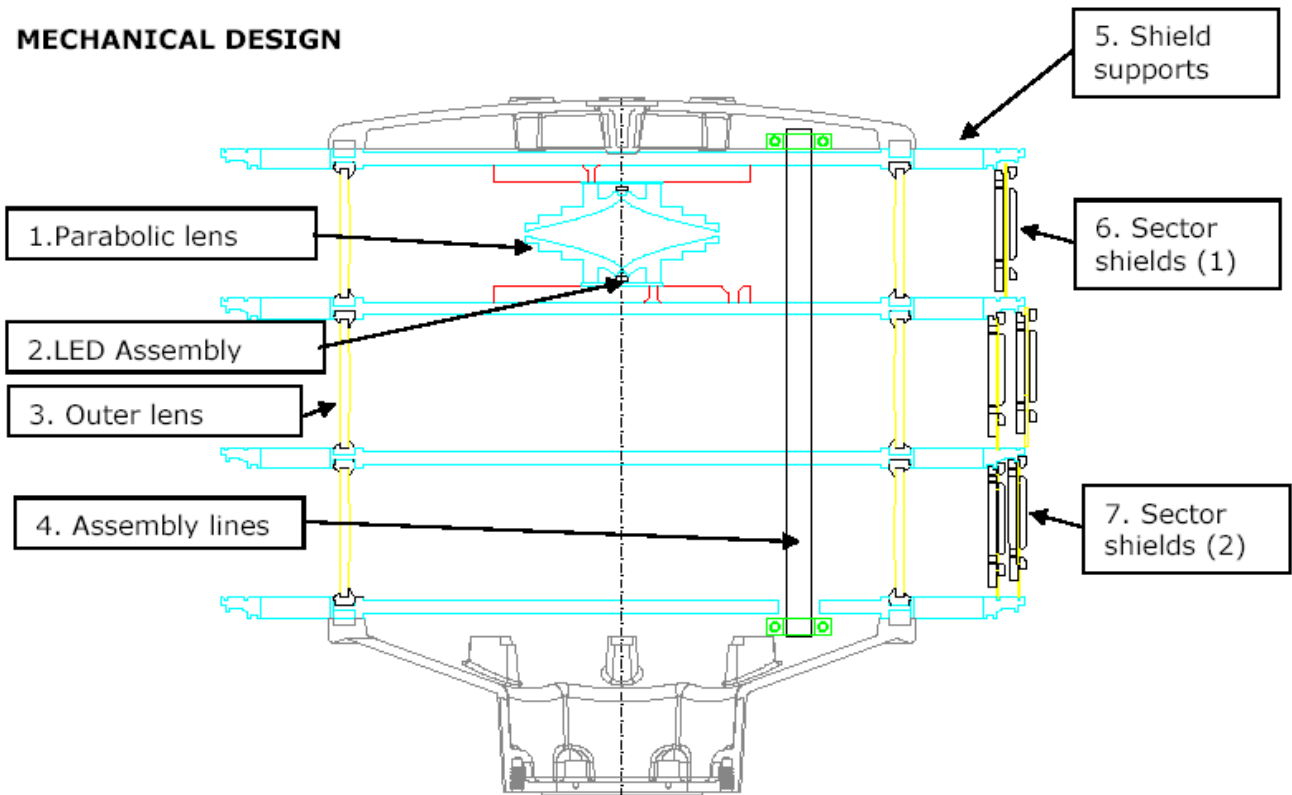 MECHANICAL DESIGN
5. Shield
supports
1.Parabolic lens
6. Sector
shields (1)
2.LED Assembly
3. Outer lens
4. Assembly lines
7. Sector
shields (2)